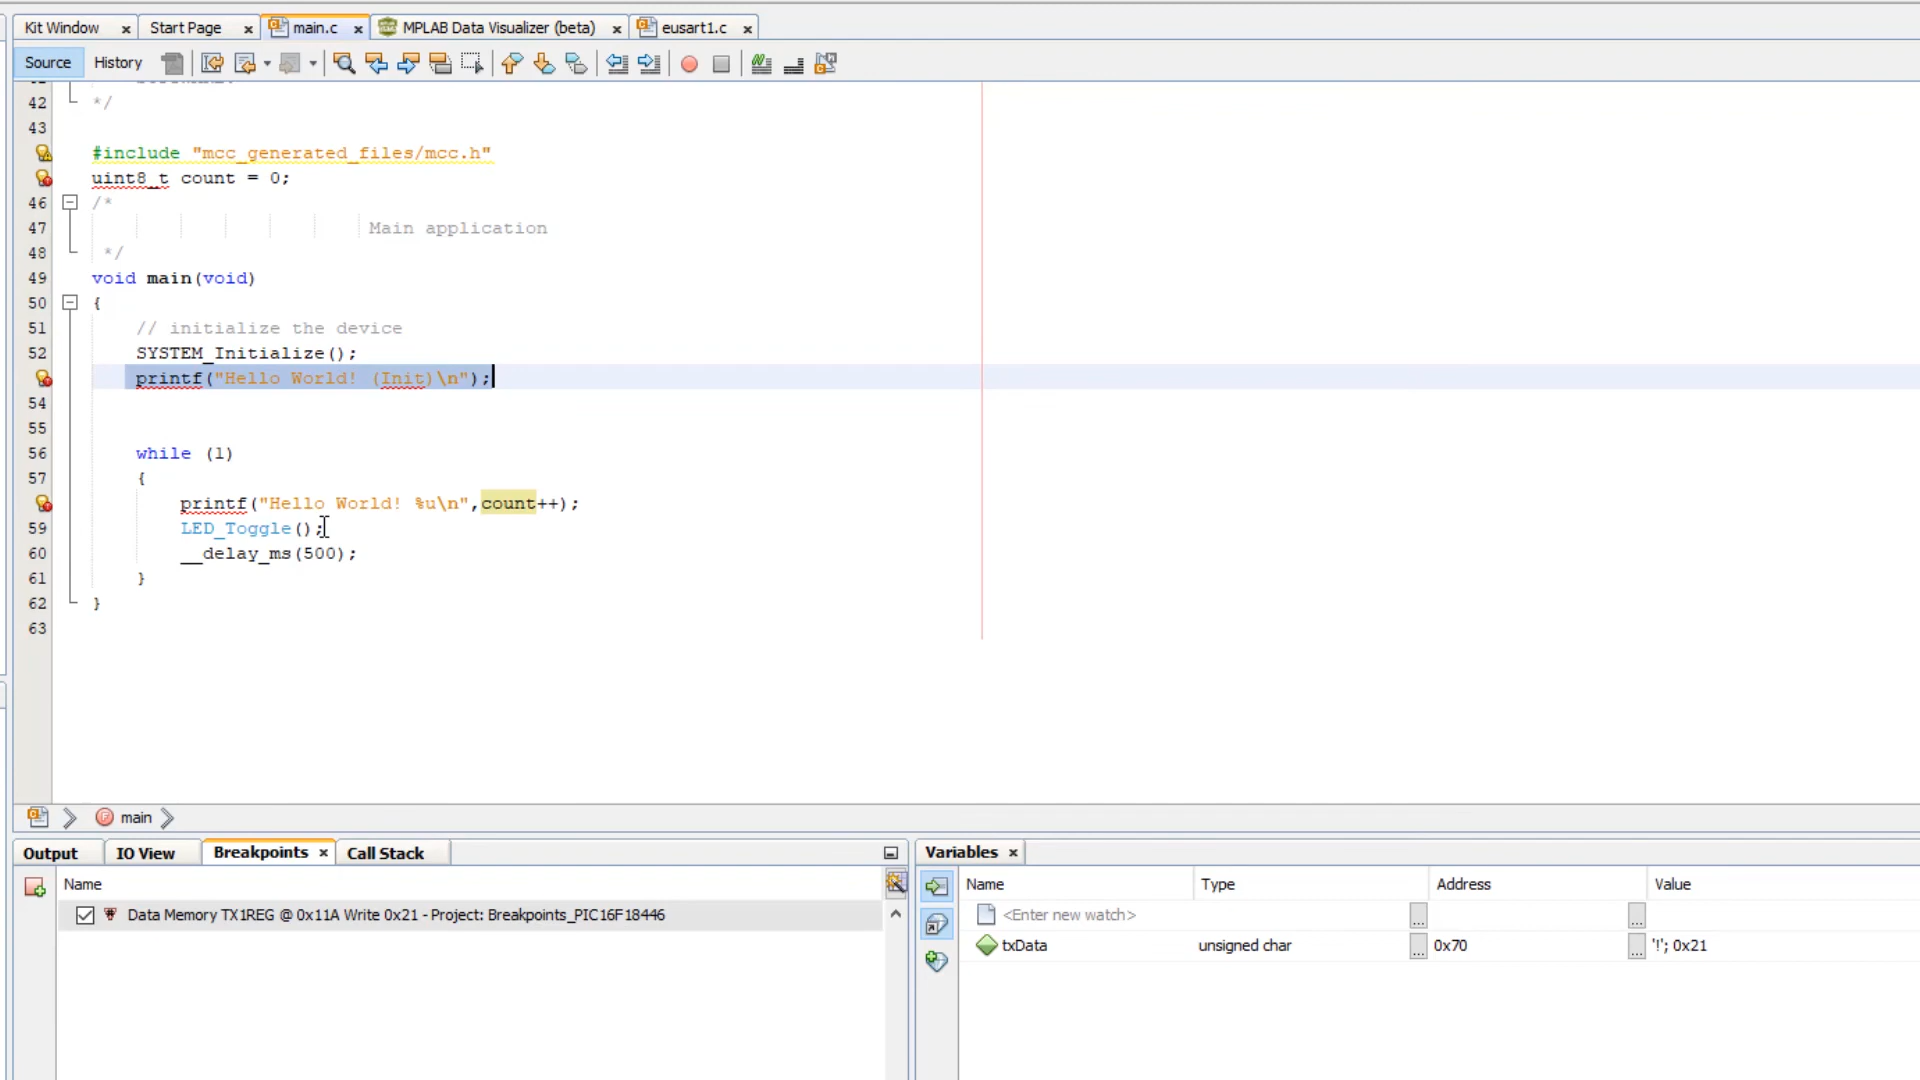 Kit Window x Start Page x main.c x MPLAB Data Visualizer (beta) x eusart1.c x
Source History
42 */
43
#include "mcc_generated_files/mcc.h"
uint8_t count = 0;
46 /*
47 Main application
48 */
49 void main(void)
50 {
51 // initialize the device
52 SYSTEM_Initialize();
printf("Hello World! (Init)\n");
54
55
56 while (1)
57 {
printf("Hello World! %u\n",count++);
59 LED_Toggle();
60 __delay_ms(500);
61 }
62 }
63
main
Output IO View Breakpoints x Call Stack
Name
Data Memory TX1REG @ 0x11A Write 0x21 - Project: Breakpoints_PIC16F18446
Variables x
Name Type Address Value
<Enter new watch> ... ...
txData unsigned char ... 0x70 ... '!'; 0x21